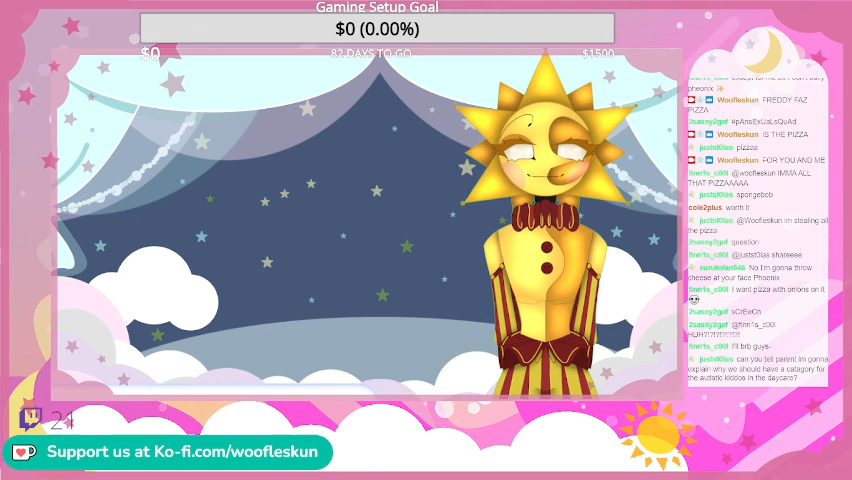 Gaming Setup Goal
$0 (0.00%)
$0
82 DAYS TO GO
$1500
pheonix ✨
Woofleskun FREDDY FAZ
PIZZA
2sassy2gaf #pAnsExUaLsQuAd
Woofleskun IS THE PIZZA
justst0las pizzaa
Woofleskun FOR YOU AND ME
finn1s_c00l @woofleskun IMMA ALL
THAT PIZZAAAAA
justst0las spongebob
cole2plus worth it
justst0las @Woofleskun im stealing all
the pizza
2sassy2gaf question
finn1s_c00l @justst0las shareeee
No I'm gonna throw
cheese at your face Phoenix
finn1s_c00l I want pizza with onions on it
2sassy2gaf sCrEeCh
2sassy2gaf @finn1s_c00l
HUH?!?!?!?!?!?!
finn1s_c00l I'll brb guys-
justst0las can you tell parent im gonna
explain why we should have a catagory for
the autistic kiddos in the daycare?
21
Support us at Ko-fi.com/woofleskun